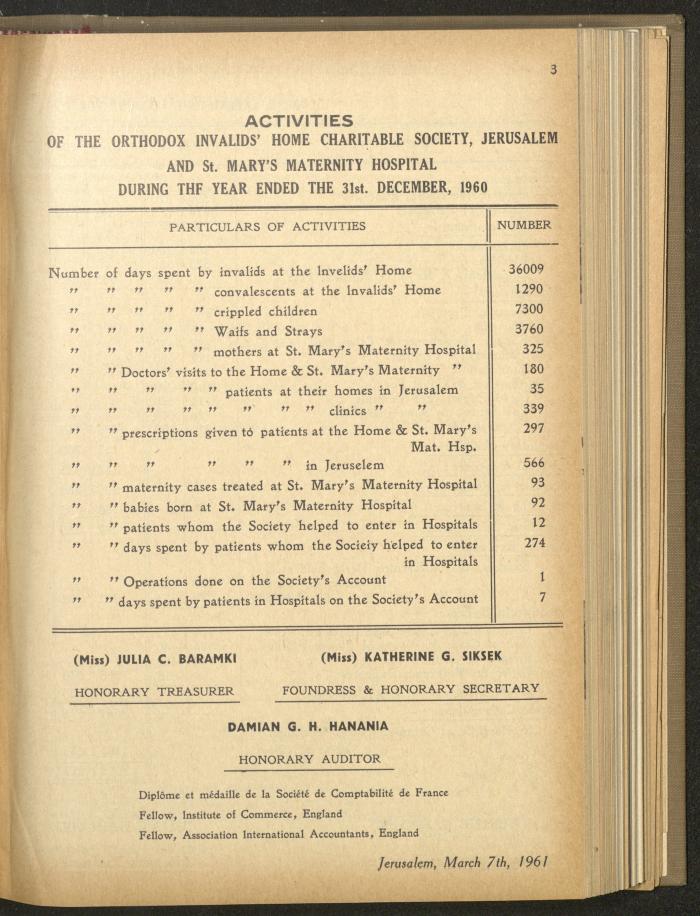 3
ACTIVITIES
OF THE ORTHODOX INVALIDS' HOME CHARITABLE SOCIETY, JERUSALEM
AND St. MARY'S MATERNITY HOSPITAL
DURING THF YEAR ENDED THE 31st. DECEMBER, 1960
PARTICULARS OF ACTIVITIES NUMBER
Number of days spent by invalids at the Invelids' Home 36009
" " " " " convalescents at the Invalids' Home 1290
" " " " " crippled children 7300
" " " " " Waifs and Strays 3760
" " " " " mothers at St. Mary's Maternity Hospital 325
" " Doctors' visits to the Home & St. Mary's Maternity " 180
" " " " " patients at their homes in Jerusalem 35
" " " " " " " " clinics " " 339
" " prescriptions given to patients at the Home & St. Mary's 297
Mat. Hsp.
" " " " " " in Jeruselem 566
" " maternity cases treated at St. Mary's Maternity Hospital 93
" " babies born at St. Mary's Maternity Hospital 92
" " patients whom the Society helped to enter in Hospitals 12
" " days spent by patients whom the Socieiy helped to enter 274
in Hospitals
" " Operations done on the Society's Account 1
" " days spent by patients in Hospitals on the Society's Account 7
(Miss) JULIA C. BARAMKI (Miss) KATHERINE G. SIKSEK
HONORARY TREASURER FOUNDRESS & HONORARY SECRETARY
DAMIAN G. H. HANANIA
HONORARY AUDITOR
Diplôme et médaille de la Société de Comptabilité de France
Fellow, Institute of Commerce, England
Fellow, Association International Accountants, England
Jerusalem, March 7th, 1961